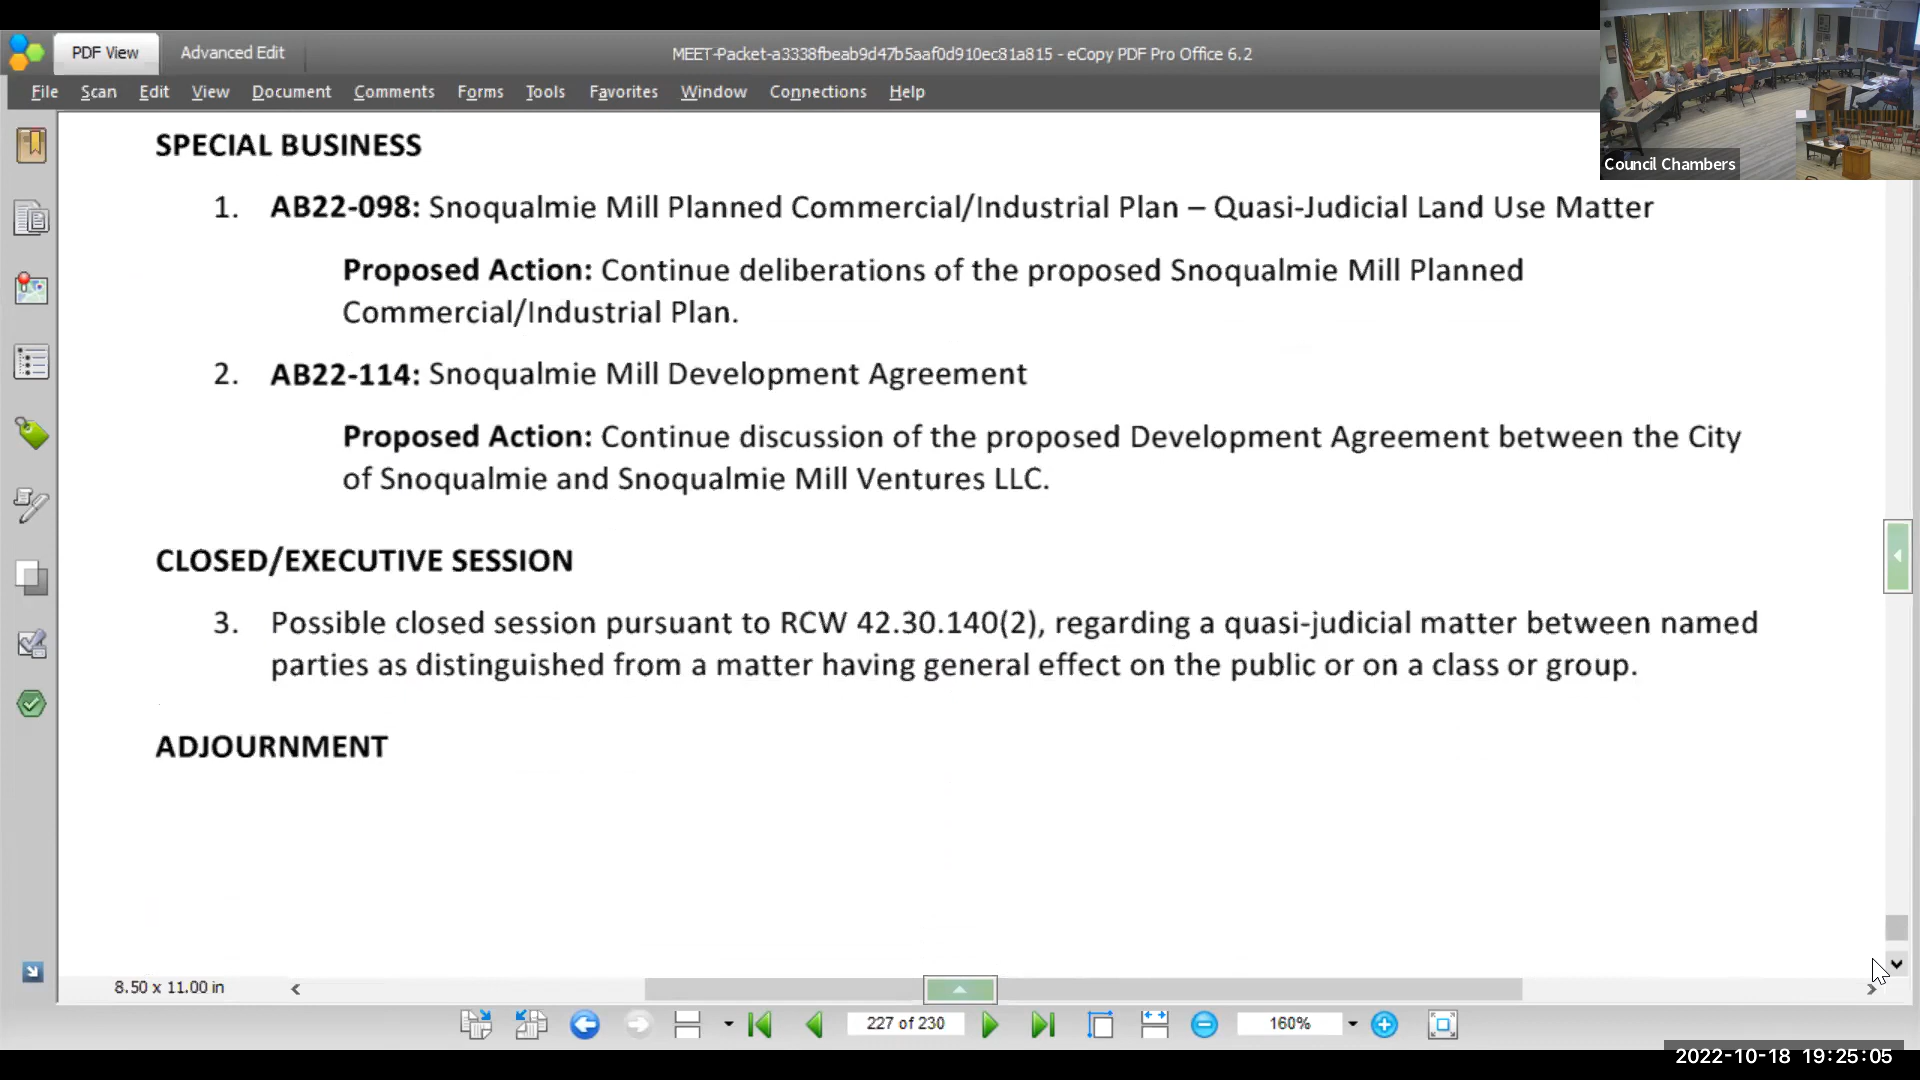 PDF View
Advanced Edit
MEET-Packet-a3338fbeab9d47b5aaf0d910ec81a815 - eCopy PDF Pro Office 6.2
File Scan Edit View Document Comments Forms Tools Favorites Window Connections Help
Council Chambers
SPECIAL BUSINESS
1. AB22-098: Snoqualmie Mill Planned Commercial/Industrial Plan – Quasi-Judicial Land Use Matter
Proposed Action: Continue deliberations of the proposed Snoqualmie Mill Planned
Commercial/Industrial Plan.
2. AB22-114: Snoqualmie Mill Development Agreement
Proposed Action: Continue discussion of the proposed Development Agreement between the City
of Snoqualmie and Snoqualmie Mill Ventures LLC.
CLOSED/EXECUTIVE SESSION
3. Possible closed session pursuant to RCW 42.30.140(2), regarding a quasi-judicial matter between named
parties as distinguished from a matter having general effect on the public or on a class or group.
ADJOURNMENT
8.50 x 11.00 in
227 of 230
160%
2022-10-18 19:25:05